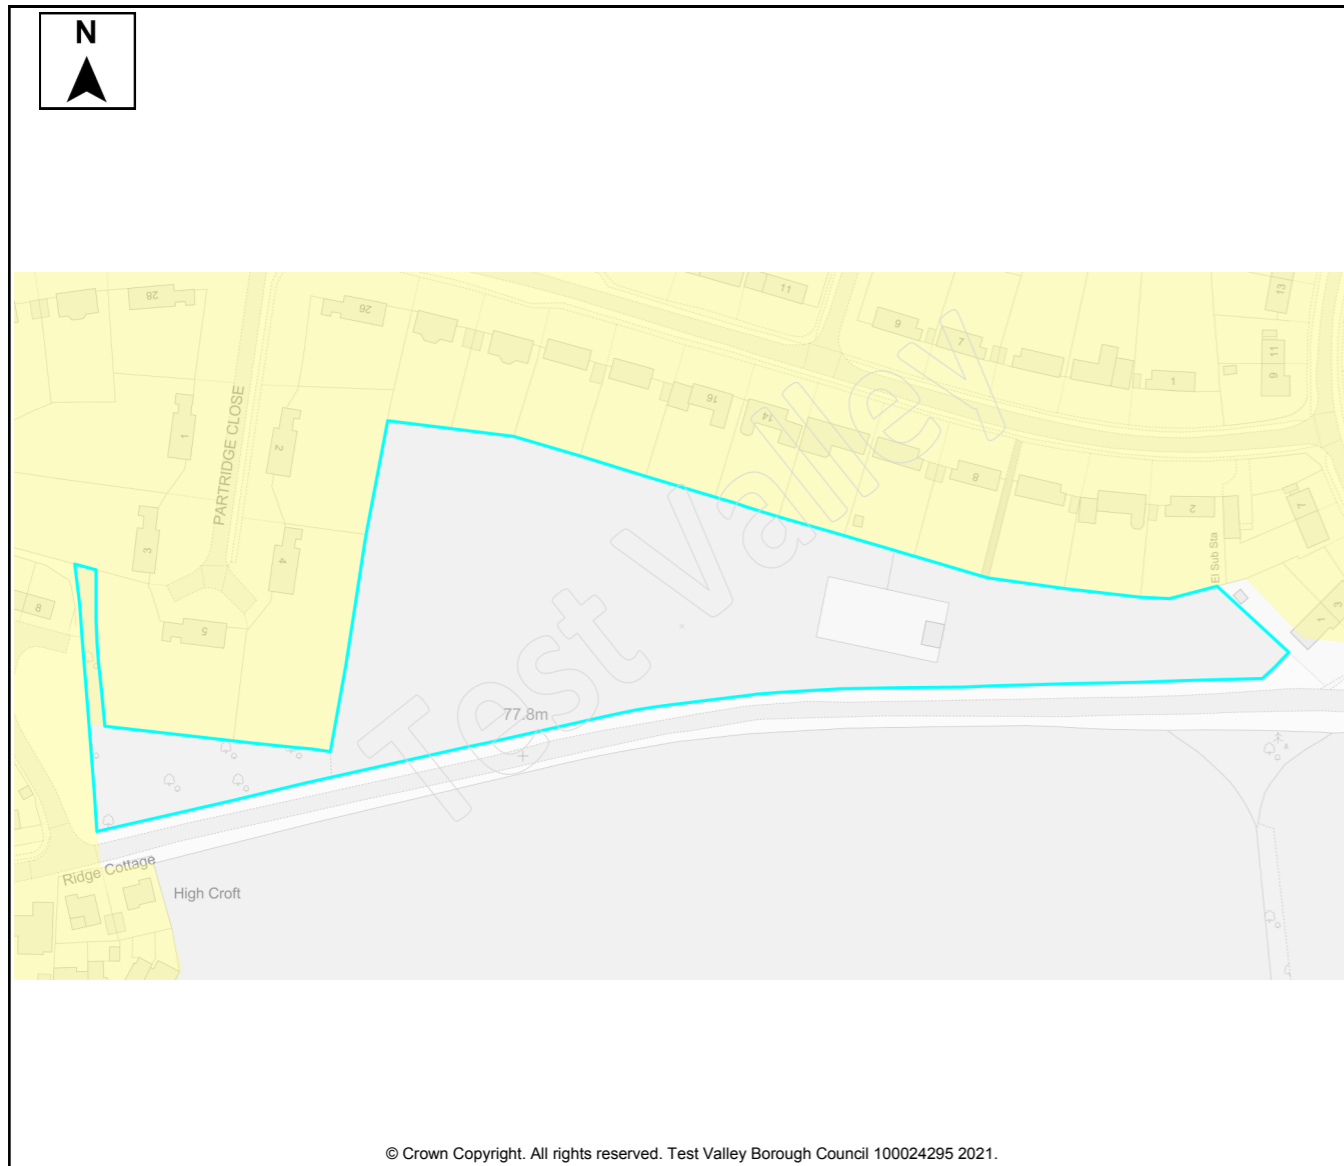 N
28
26
11
13
9
7
11
9
1
1
2
16
14
8
2
7
PARTRIDGE CLOSE
3
4
El Sub Sta
8
5
1
3
Test Valley
77.8m
Ridge Cottage
High Croft
© Crown Copyright. All rights reserved. Test Valley Borough Council 100024295 2021.